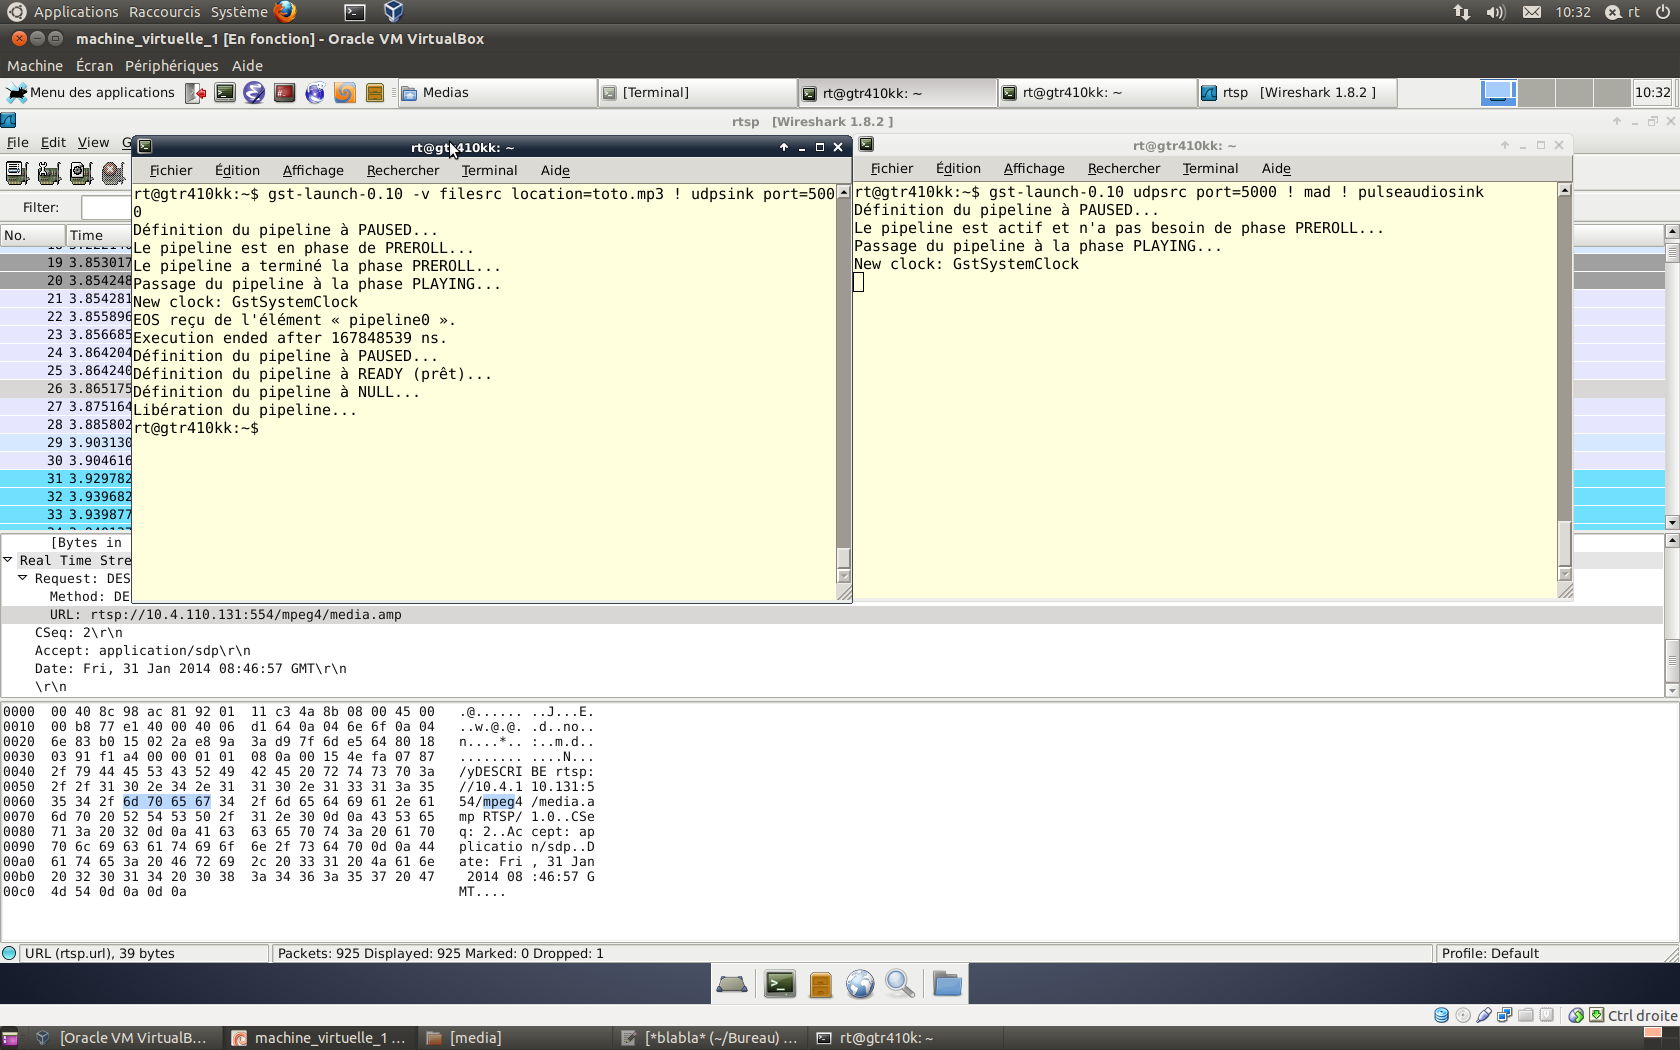 Applications Raccourcis Système 10:32 rt
machine_virtuelle_1 [En fonction] - Oracle VM VirtualBox
Machine Écran Périphériques Aide
Menu des applications Medias [Terminal] rt@gtr410kk: ~ rt@gtr410kk: ~ rtsp [Wireshark 1.8.2 ] 10:32
rtsp [Wireshark 1.8.2 ]
File Edit View G
Filter:
No. Time
19 3.853017
20 3.854248
21 3.854281
22 3.855896
23 3.856685
24 3.864204
25 3.864240
26 3.865175
27 3.875164
28 3.885802
29 3.903130
30 3.904616
31 3.929782
32 3.939682
33 3.939877
rt@gtr410kk: ~
Fichier Édition Affichage Rechercher Terminal Aide
rt@gtr410kk:~$ gst-launch-0.10 -v filesrc location=toto.mp3 ! udpsink port=500
0
Définition du pipeline à PAUSED...
Le pipeline est en phase de PREROLL...
Le pipeline a terminé la phase PREROLL...
Passage du pipeline à la phase PLAYING...
New clock: GstSystemClock
EOS reçu de l'élément « pipeline0 ».
Execution ended after 167848539 ns.
Définition du pipeline à PAUSED...
Définition du pipeline à READY (prêt)...
Définition du pipeline à NULL...
Libération du pipeline...
rt@gtr410kk:~$
rt@gtr410kk: ~
Fichier Édition Affichage Rechercher Terminal Aide
rt@gtr410kk:~$ gst-launch-0.10 udpsrc port=5000 ! mad ! pulseaudiosink
Définition du pipeline à PAUSED...
Le pipeline est actif et n'a pas besoin de phase PREROLL...
Passage du pipeline à la phase PLAYING...
New clock: GstSystemClock
[Bytes in
Real Time Stre
Request: DES
Method: DE
URL: rtsp://10.4.110.131:554/mpeg4/media.amp
CSeq: 2\r\n
Accept: application/sdp\r\n
Date: Fri, 31 Jan 2014 08:46:57 GMT\r\n
\r\n
0000 00 40 8c 98 ac 81 92 01 11 c3 4a 8b 08 00 45 00 .@...... ..J...E.
0010 00 b8 77 e1 40 00 40 06 d1 64 0a 04 6e 6f 0a 04 ..w.@.@. .d..no..
0020 6e 83 b0 15 02 2a e8 9a 3a d9 7f 6d e5 64 80 18 n....*.. :..m.d..
0030 03 91 f1 a4 00 00 01 01 08 0a 00 15 4e fa 07 87 ........ ....N...
0040 2f 79 44 45 53 43 52 49 42 45 20 72 74 73 70 3a /yDESCRI BE rtsp:
0050 2f 2f 31 30 2e 34 2e 31 31 30 2e 31 33 31 3a 35 //10.4.1 10.131:5
0060 35 34 2f 6d 70 65 67 34 2f 6d 65 64 69 61 2e 61 54/mpeg4 /media.a
0070 6d 70 20 52 54 53 50 2f 31 2e 30 0d 0a 43 53 65 mp RTSP/ 1.0..CSe
0080 71 3a 20 32 0d 0a 41 63 63 65 70 74 3a 20 61 70 q: 2..Ac cept: ap
0090 70 6c 69 63 61 74 69 6f 6e 2f 73 64 70 0d 0a 44 plicatio n/sdp..D
00a0 61 74 65 3a 20 46 72 69 2c 20 33 31 20 4a 61 6e ate: Fri , 31 Jan
00b0 20 32 30 31 34 20 30 38 3a 34 36 3a 35 37 20 47 2014 08 :46:57 G
00c0 4d 54 0d 0a 0d 0a MT....
URL (rtsp.url), 39 bytes Packets: 925 Displayed: 925 Marked: 0 Dropped: 1 Profile: Default
Ctrl droite
[Oracle VM VirtualB... machine_virtuelle_1 ... [media] [*blabla* (~/Bureau) ... rt@gtr410k: ~